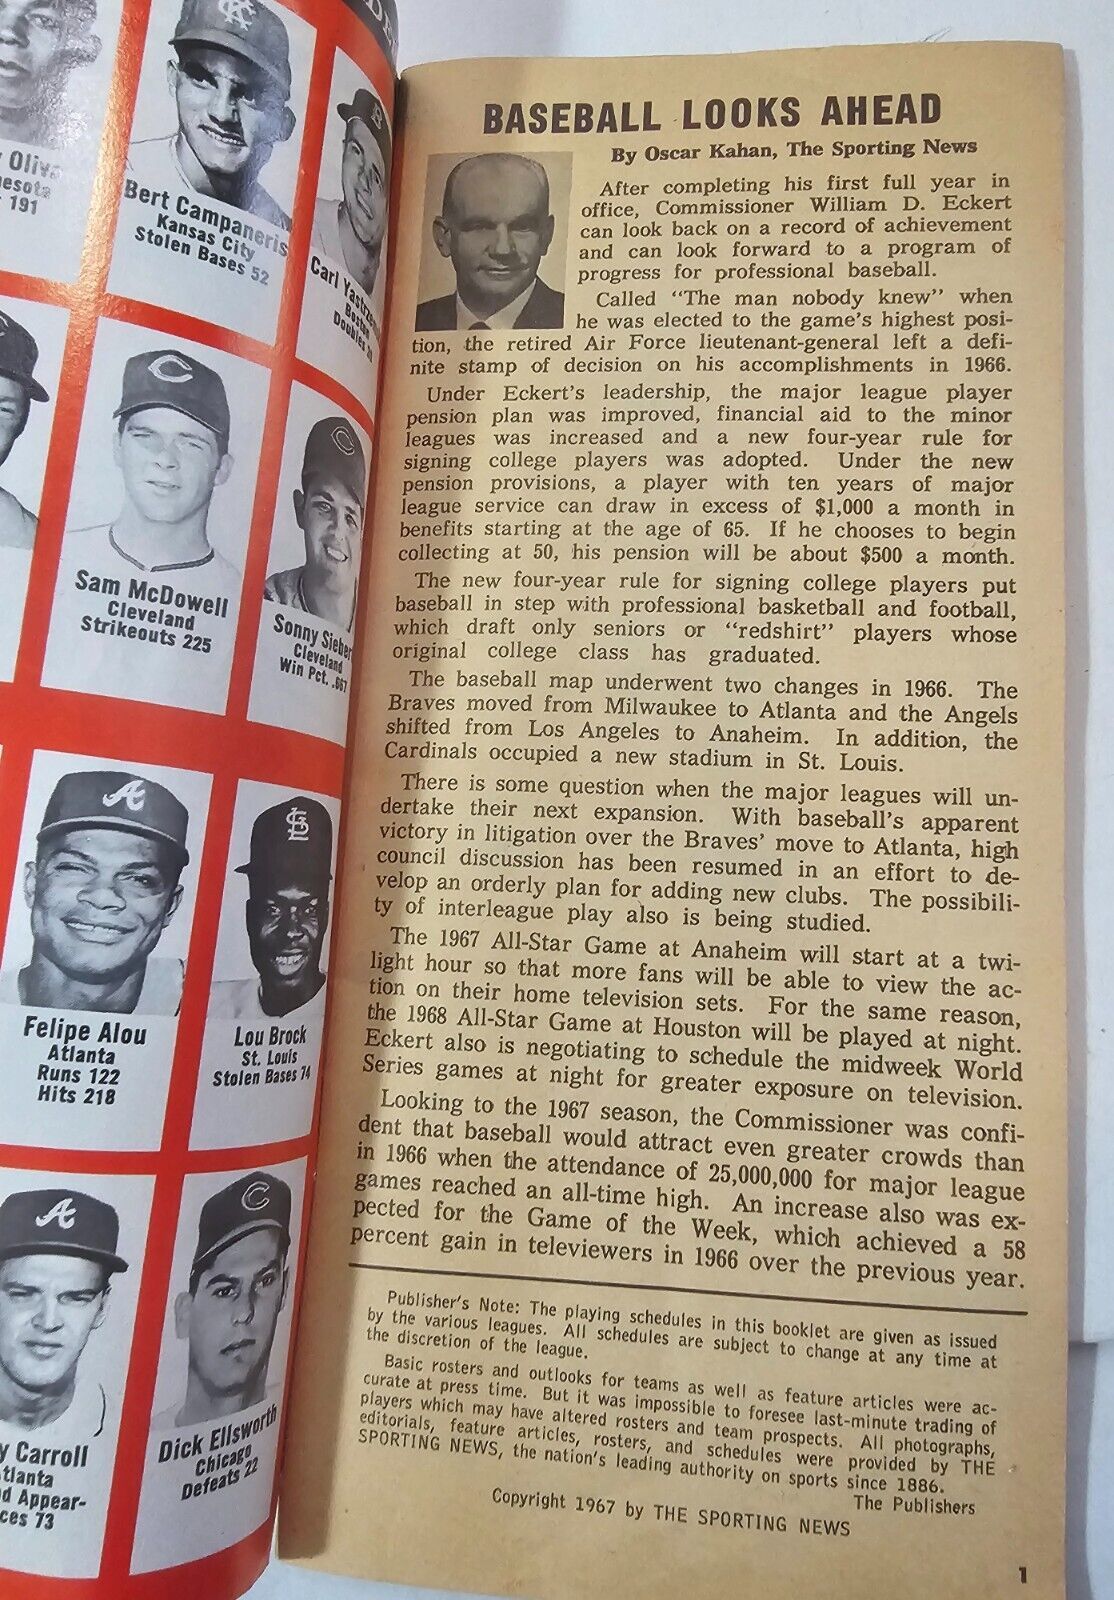 DE
Oliva
191
Bert Campaneris
Kansas City
Stolen Bases 52
Boston
Doubles
Sam McDowell
Cleveland
Strikeouts 225
Cleveland
Win Pct. .667
Felipe Alou
Atlanta
Runs 122
Hits 218
Lou Brock
St. Louis
Stolen Bases 74
y Carroll
tlanta
d Appear-
ces 73
Dick Ellsworth
Chicago
Defeats 22
BASEBALL LOOKS AHEAD
By Oscar Kahan, The Sporting News
After completing his first full year in
office, Commissioner William D. Eckert
can look back on a record of achievement
and can look forward to a program of
progress for professional baseball.
Called "The man nobody knew" when
he was elected to the game's highest posi-
tion, the retired Air Force lieutenant-general left a defi-
nite stamp of decision on his accomplishments in 1966.
Under Eckert's leadership, the major league player
pension plan was improved, financial aid to the minor
leagues was increased and a new four-year rule for
signing college players was adopted. Under the new
pension provisions, a player with ten years of major
league service can draw in excess of $1,000 a month in
benefits starting at the age of 65. If he chooses to begin
collecting at 50, his pension will be about $500 a month.
The new four-year rule for signing college players put
baseball in step with professional basketball and football,
which draft only seniors or "redshirt" players whose
original college class has graduated.
The baseball map underwent two changes in 1966. The
Braves moved from Milwaukee to Atlanta and the Angels
shifted from Los Angeles to Anaheim. In addition, the
Cardinals occupied a new stadium in St. Louis.
There is some question when the major leagues will un-
dertake their next expansion. With baseball's apparent
victory in litigation over the Braves' move to Atlanta, high
council discussion has been resumed in an effort to de-
velop an orderly plan for adding new clubs. The possibili-
ty of interleague play also is being studied.
The 1967 All-Star Game at Anaheim will start at a twi-
light hour so that more fans will be able to view the ac-
tion on their home television sets. For the same reason,
the 1968 All-Star Game at Houston will be played at night.
Eckert also is negotiating to schedule the midweek World
Series games at night for greater exposure on television.
Looking to the 1967 season, the Commissioner was confi-
dent that baseball would attract even greater crowds than
in 1966 when the attendance of 25,000,000 for major league
games reached an all-time high. An increase also was ex-
pected for the Game of the Week, which achieved a 58
percent gain in televiewers in 1966 over the previous year.
Publisher's Note: The playing schedules in this booklet are given as issued
by the various leagues. All schedules are subject to change at any time at
the discretion of the league.
Basic rosters and outlooks for teams as well as feature articles were ac-
curate at press time. But it was impossible to foresee last-minute trading of
players which may have altered rosters and team prospects. All photographs,
editorials, feature articles, rosters, and schedules were provided by THE
SPORTING NEWS, the nation's leading authority on sports since 1886.
The Publishers
Copyright 1967 by THE SPORTING NEWS
1